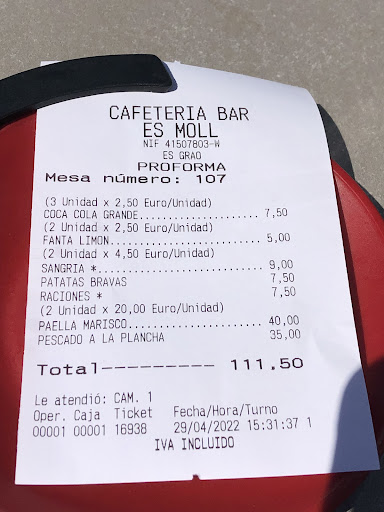 CAFETERIA BAR
ES MOLL
NIF 41507803-W
ES GRAO
PROFORMA
Mesa número: 107
(3 Unidad x 2,50 Euro/Unidad)
COCA COLA GRANDE..................... 7,50
(2 Unidad x 2,50 Euro/Unidad)
FANTA LIMON.......................... 5,00
(2 Unidad x 4,50 Euro/Unidad)
SANGRIA *............................ 9,00
PATATAS BRAVAS 7,50
RACIONES * 7,50
(2 Unidad x 20,00 Euro/Unidad)
PAELLA MARISCO....................... 40,00
PESCADO A LA PLANCHA 35,00
Total--------- 111,50
Le atendió: CAM. 1
Oper. Caja Ticket Fecha/Hora/Turno
00001 00001 16938 29/04/2022 15:31:37 1
IVA INCLUIDO